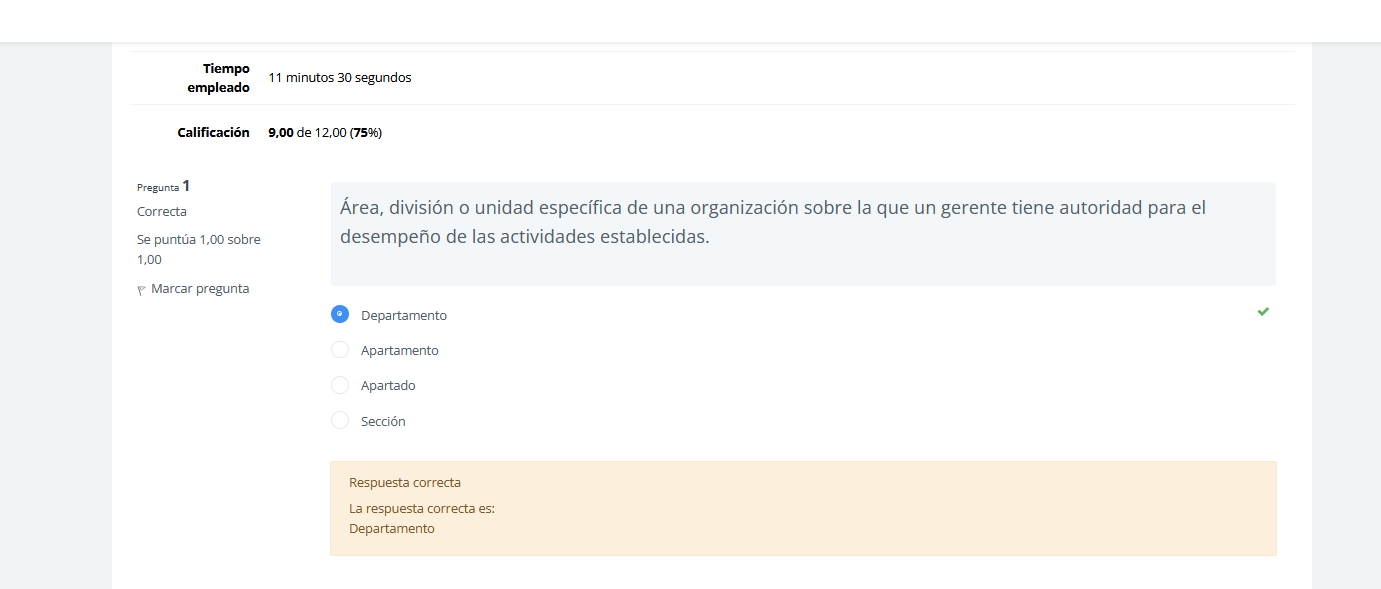 Tiempo
empleado
11 minutos 30 segundos
Calificación
9,00 de 12,00 (75%)
Pregunta 1
Correcta
Se puntúa 1,00 sobre
1,00
Marcar pregunta
Área, división o unidad específica de una organización sobre la que un gerente tiene autoridad para el
desempeño de las actividades establecidas.
Departamento
Apartamento
Apartado
Sección
Respuesta correcta
La respuesta correcta es:
Departamento